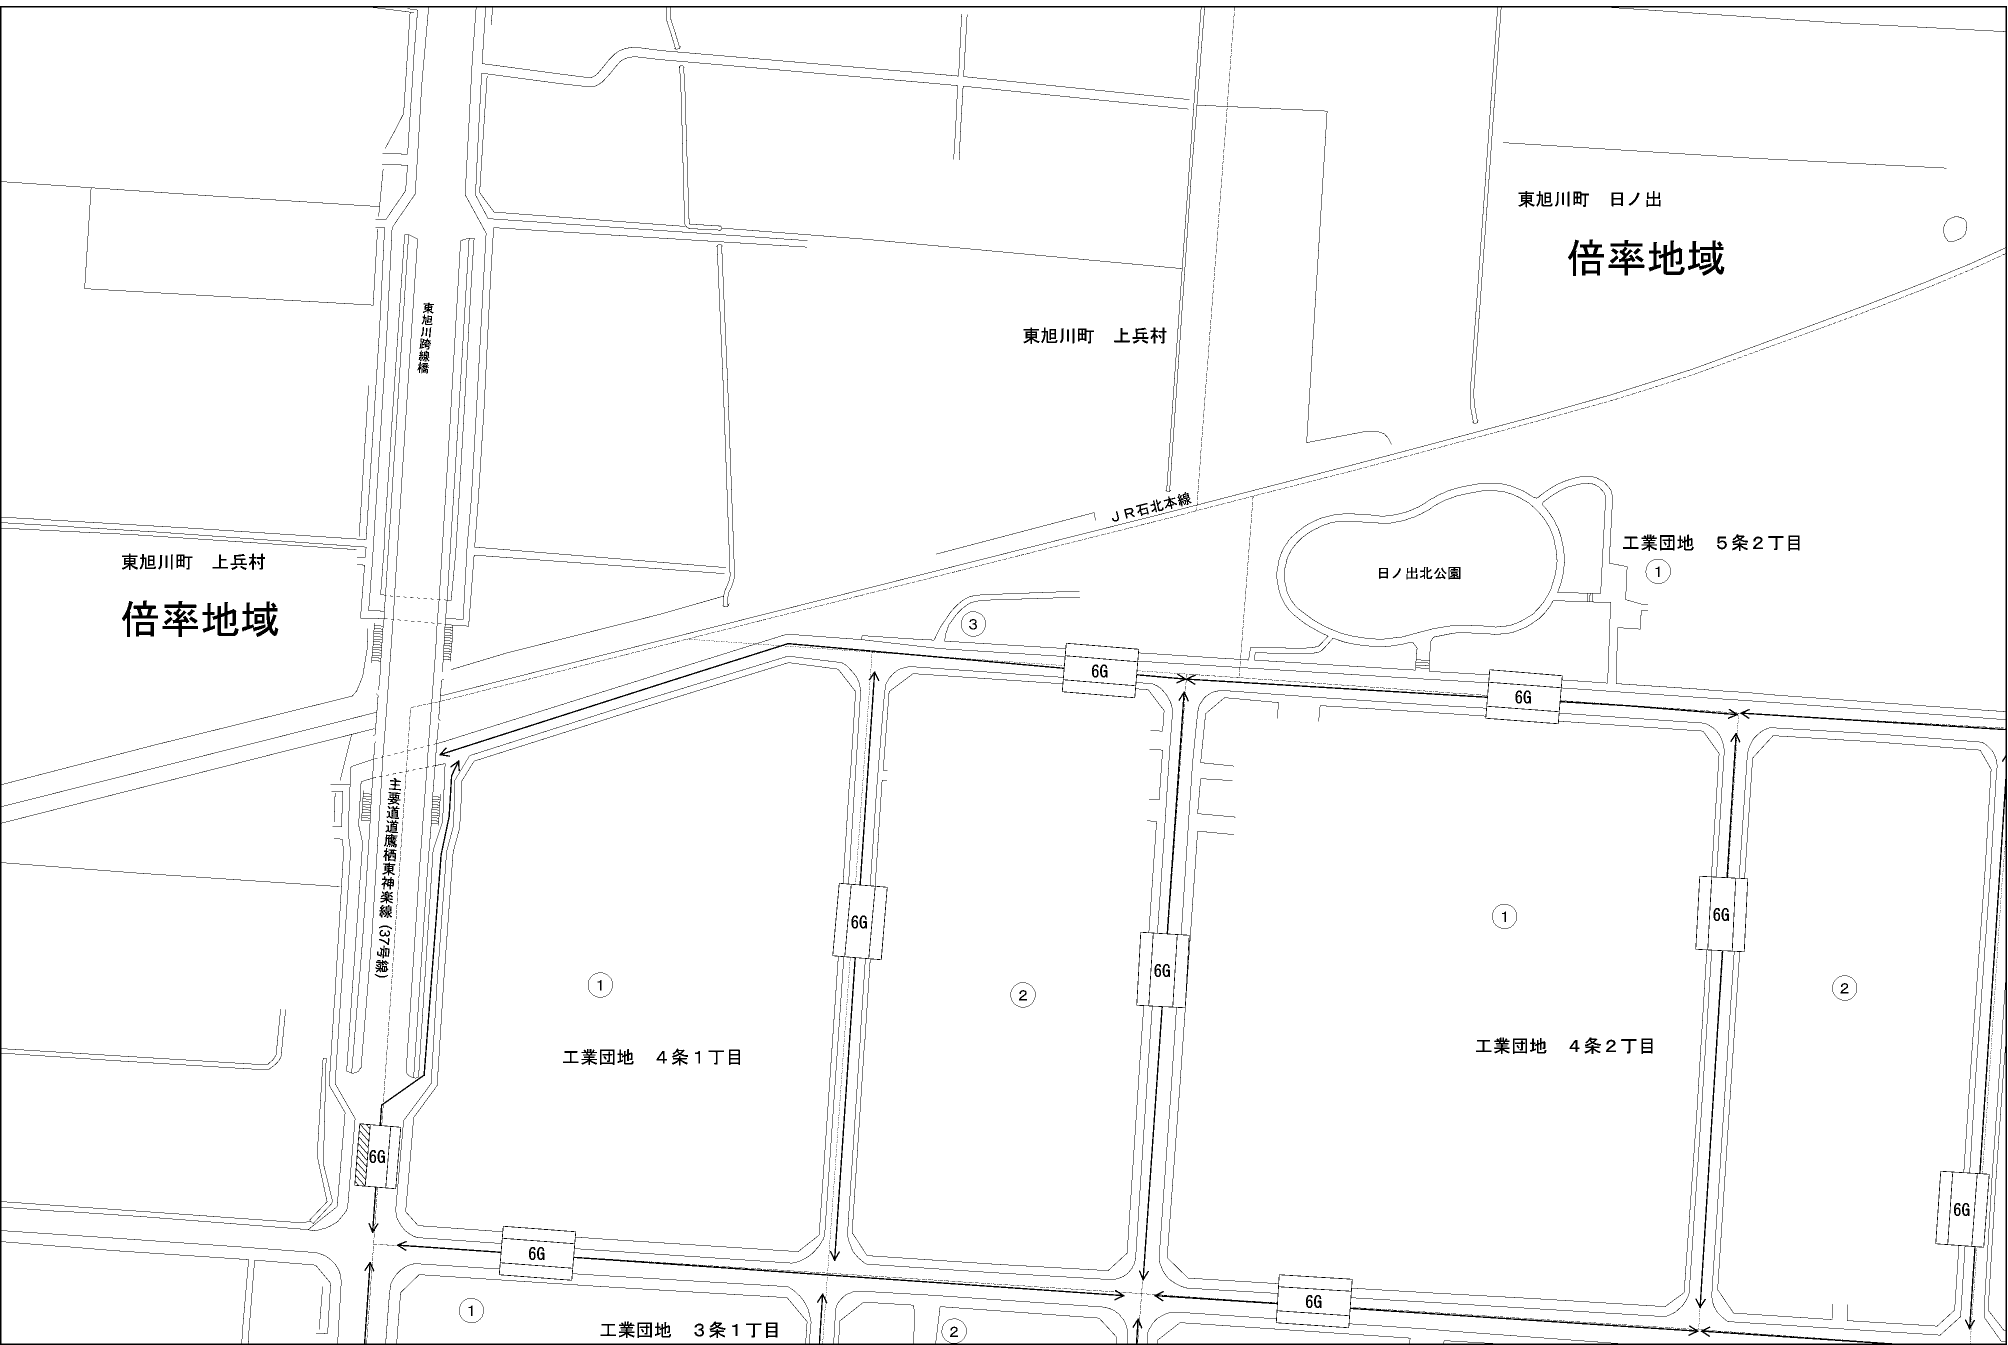 東旭川町　日ノ出
倍率地域
東旭川跨線橋
東旭川町　上兵村
ＪＲ石北本線
工業団地　５条２丁目
1
東旭川町　上兵村
倍率地域
日ノ出北公園
3
6G
6G
主要道道鷹栖東神楽線（37号線）
6G
6G
6G
1
1
2
2
工業団地　４条１丁目
工業団地　４条２丁目
6G
6G
6G
6G
1
工業団地　３条１丁目
2